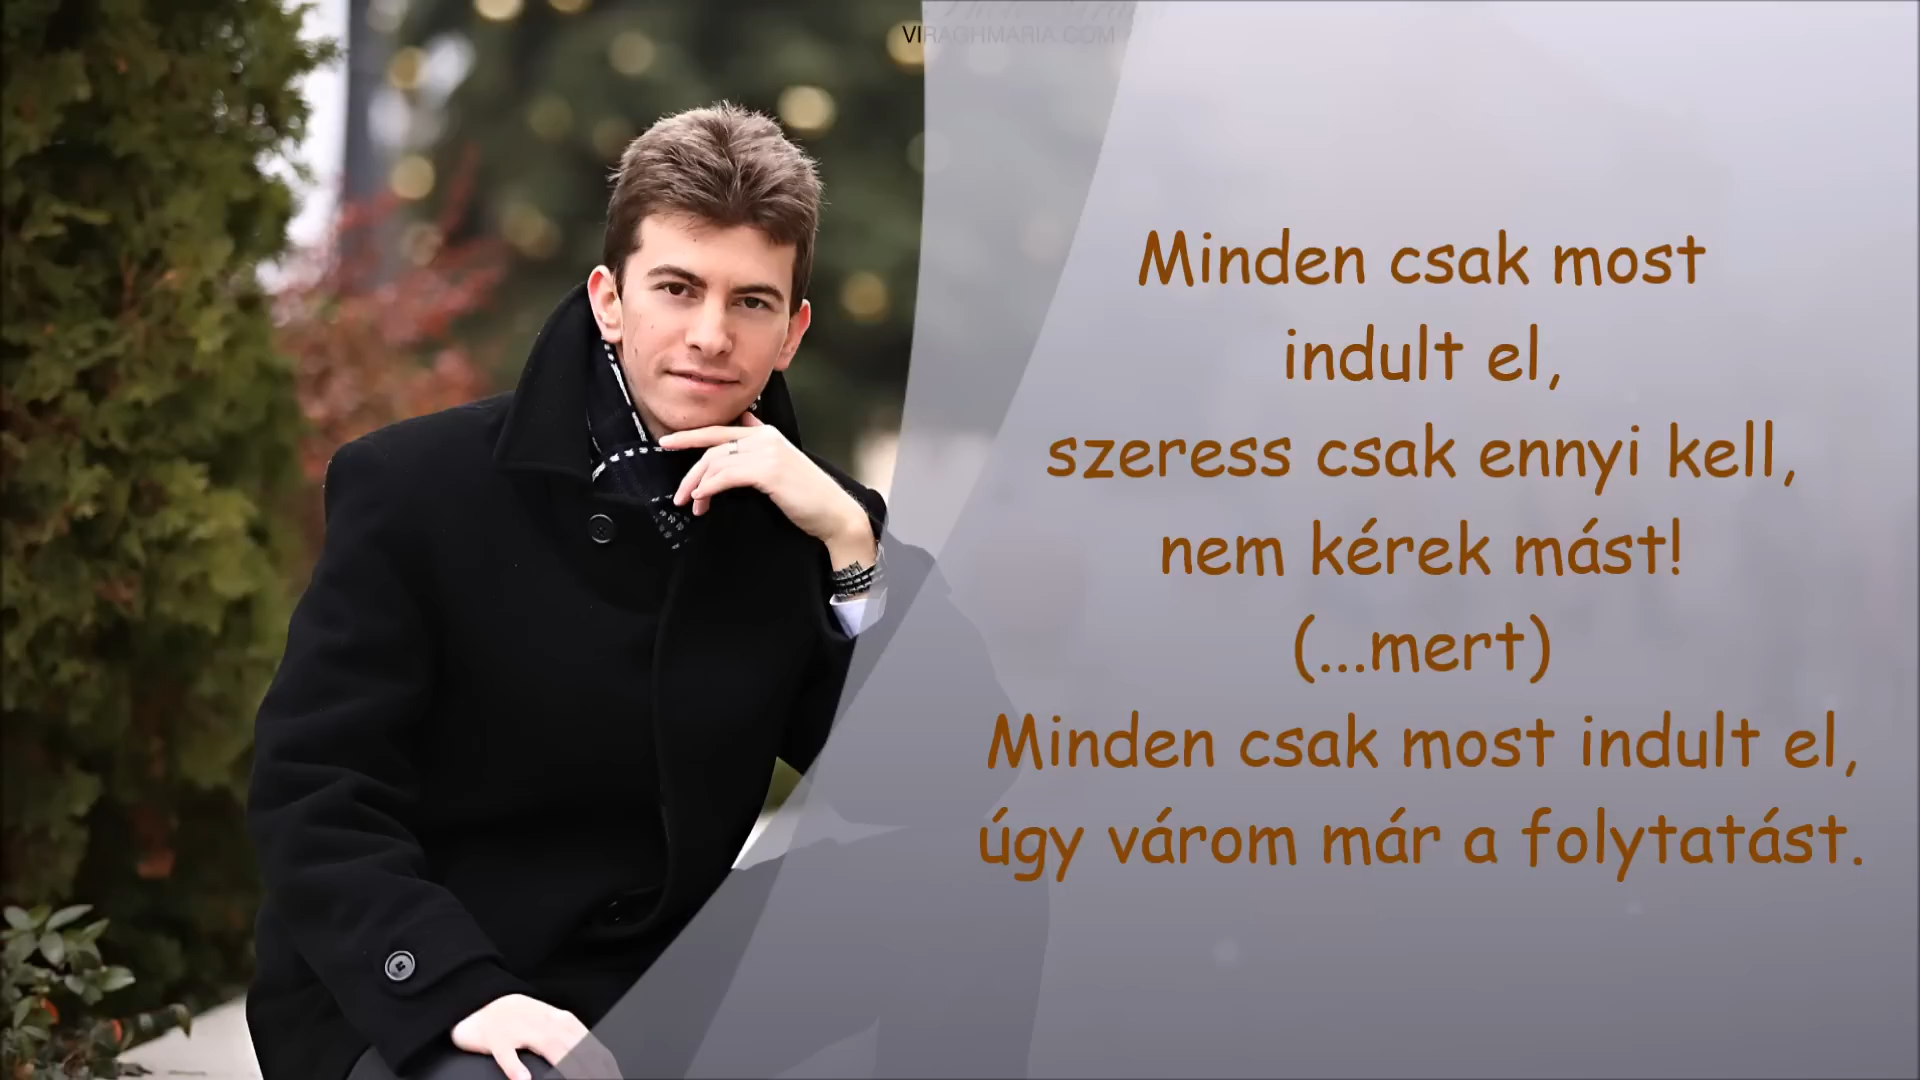 VIRAGHMARIA.COM
Minden csak most
indult el,
szeress csak ennyi kell,
nem kérek mást!
(...mert)
Minden csak most indult el,
úgy várom már a folytatást.